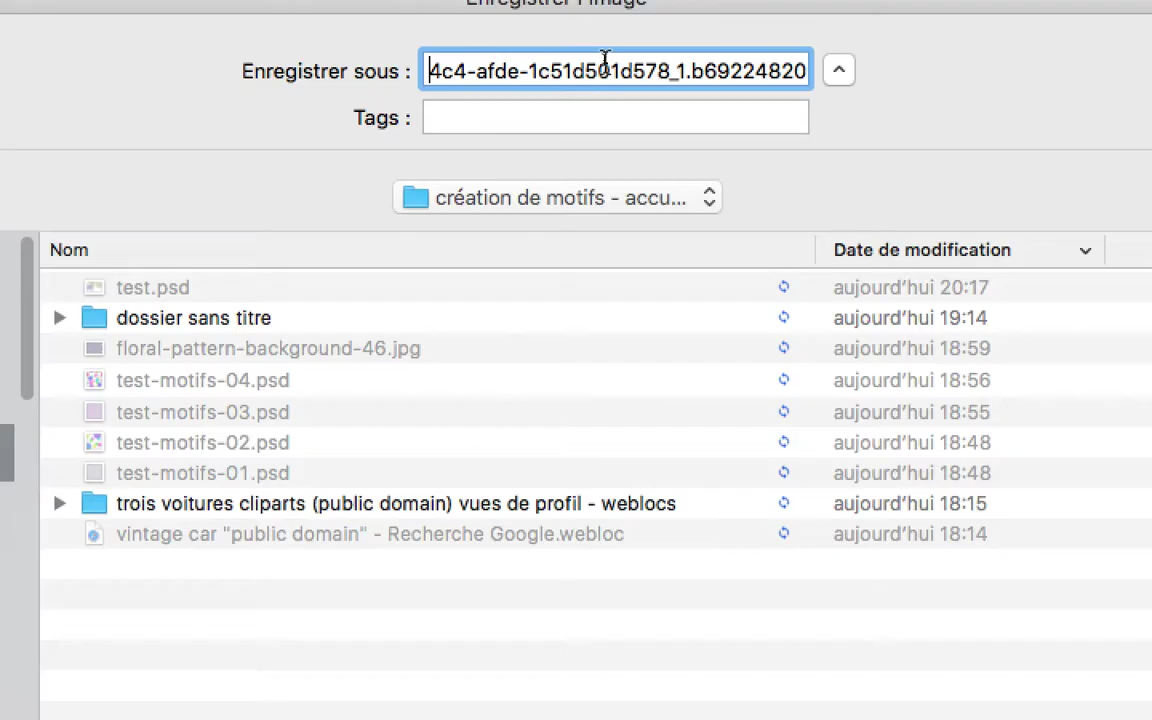 Enregistrer l'image
Enregistrer sous :
4c4-afde-1c51d501d578_1.b69224820
Tags :
création de motifs - accu...
Nom
Date de modification
test.psd
aujourd'hui 20:17
dossier sans titre
aujourd'hui 19:14
floral-pattern-background-46.jpg
aujourd'hui 18:59
test-motifs-04.psd
aujourd'hui 18:56
test-motifs-03.psd
aujourd'hui 18:55
test-motifs-02.psd
aujourd'hui 18:48
test-motifs-01.psd
aujourd'hui 18:48
trois voitures cliparts (public domain) vues de profil - weblocs
aujourd'hui 18:15
vintage car "public domain" - Recherche Google.webloc
aujourd'hui 18:14